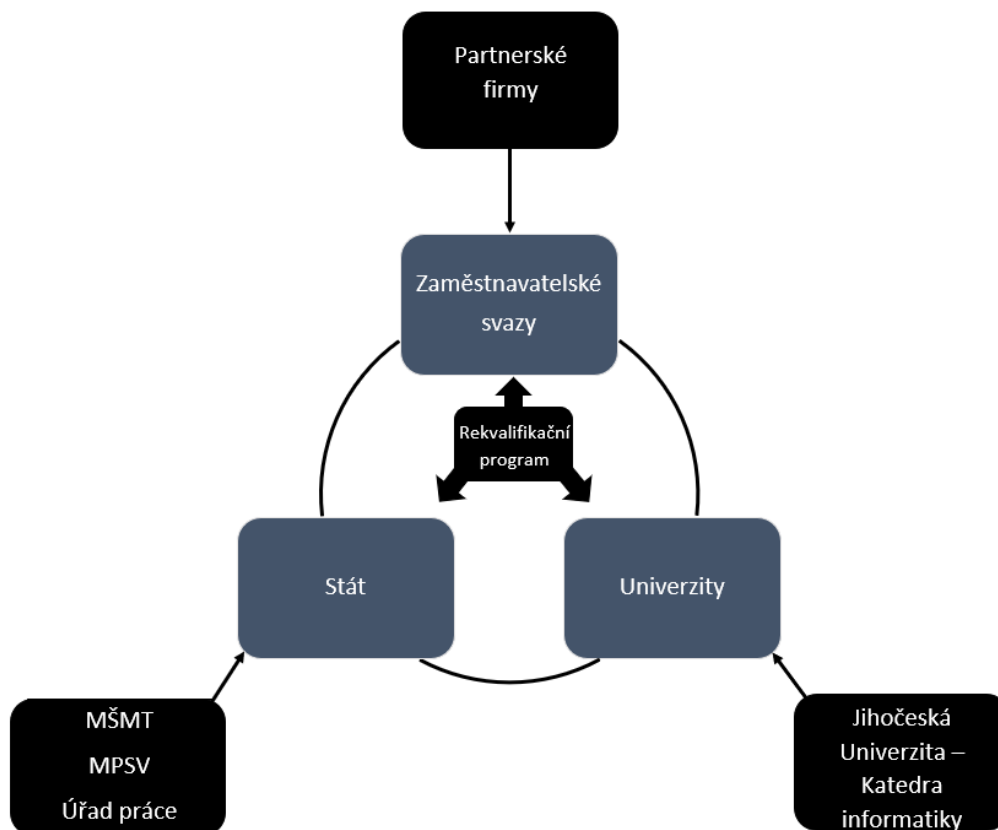 Partnerské
firmy
Zaměstnavatelské
svazy
Rekvalifikační
program
Stát
Univerzity
MŠMT
MPSV
Úřad práce
Jihočeská
Univerzita –
Katedra
informatiky